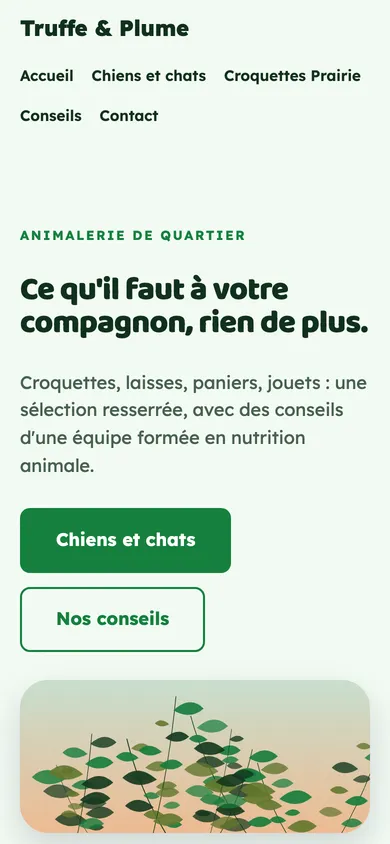 Truffe & Plume
Accueil Chiens et chats Croquettes Prairie
Conseils Contact
ANIMALERIE DE QUARTIER
Ce qu'il faut à votre
compagnon, rien de plus.
Croquettes, laisses, paniers, jouets : une
sélection resserrée, avec des conseils
d'une équipe formée en nutrition
animale.
Chiens et chats
Nos conseils